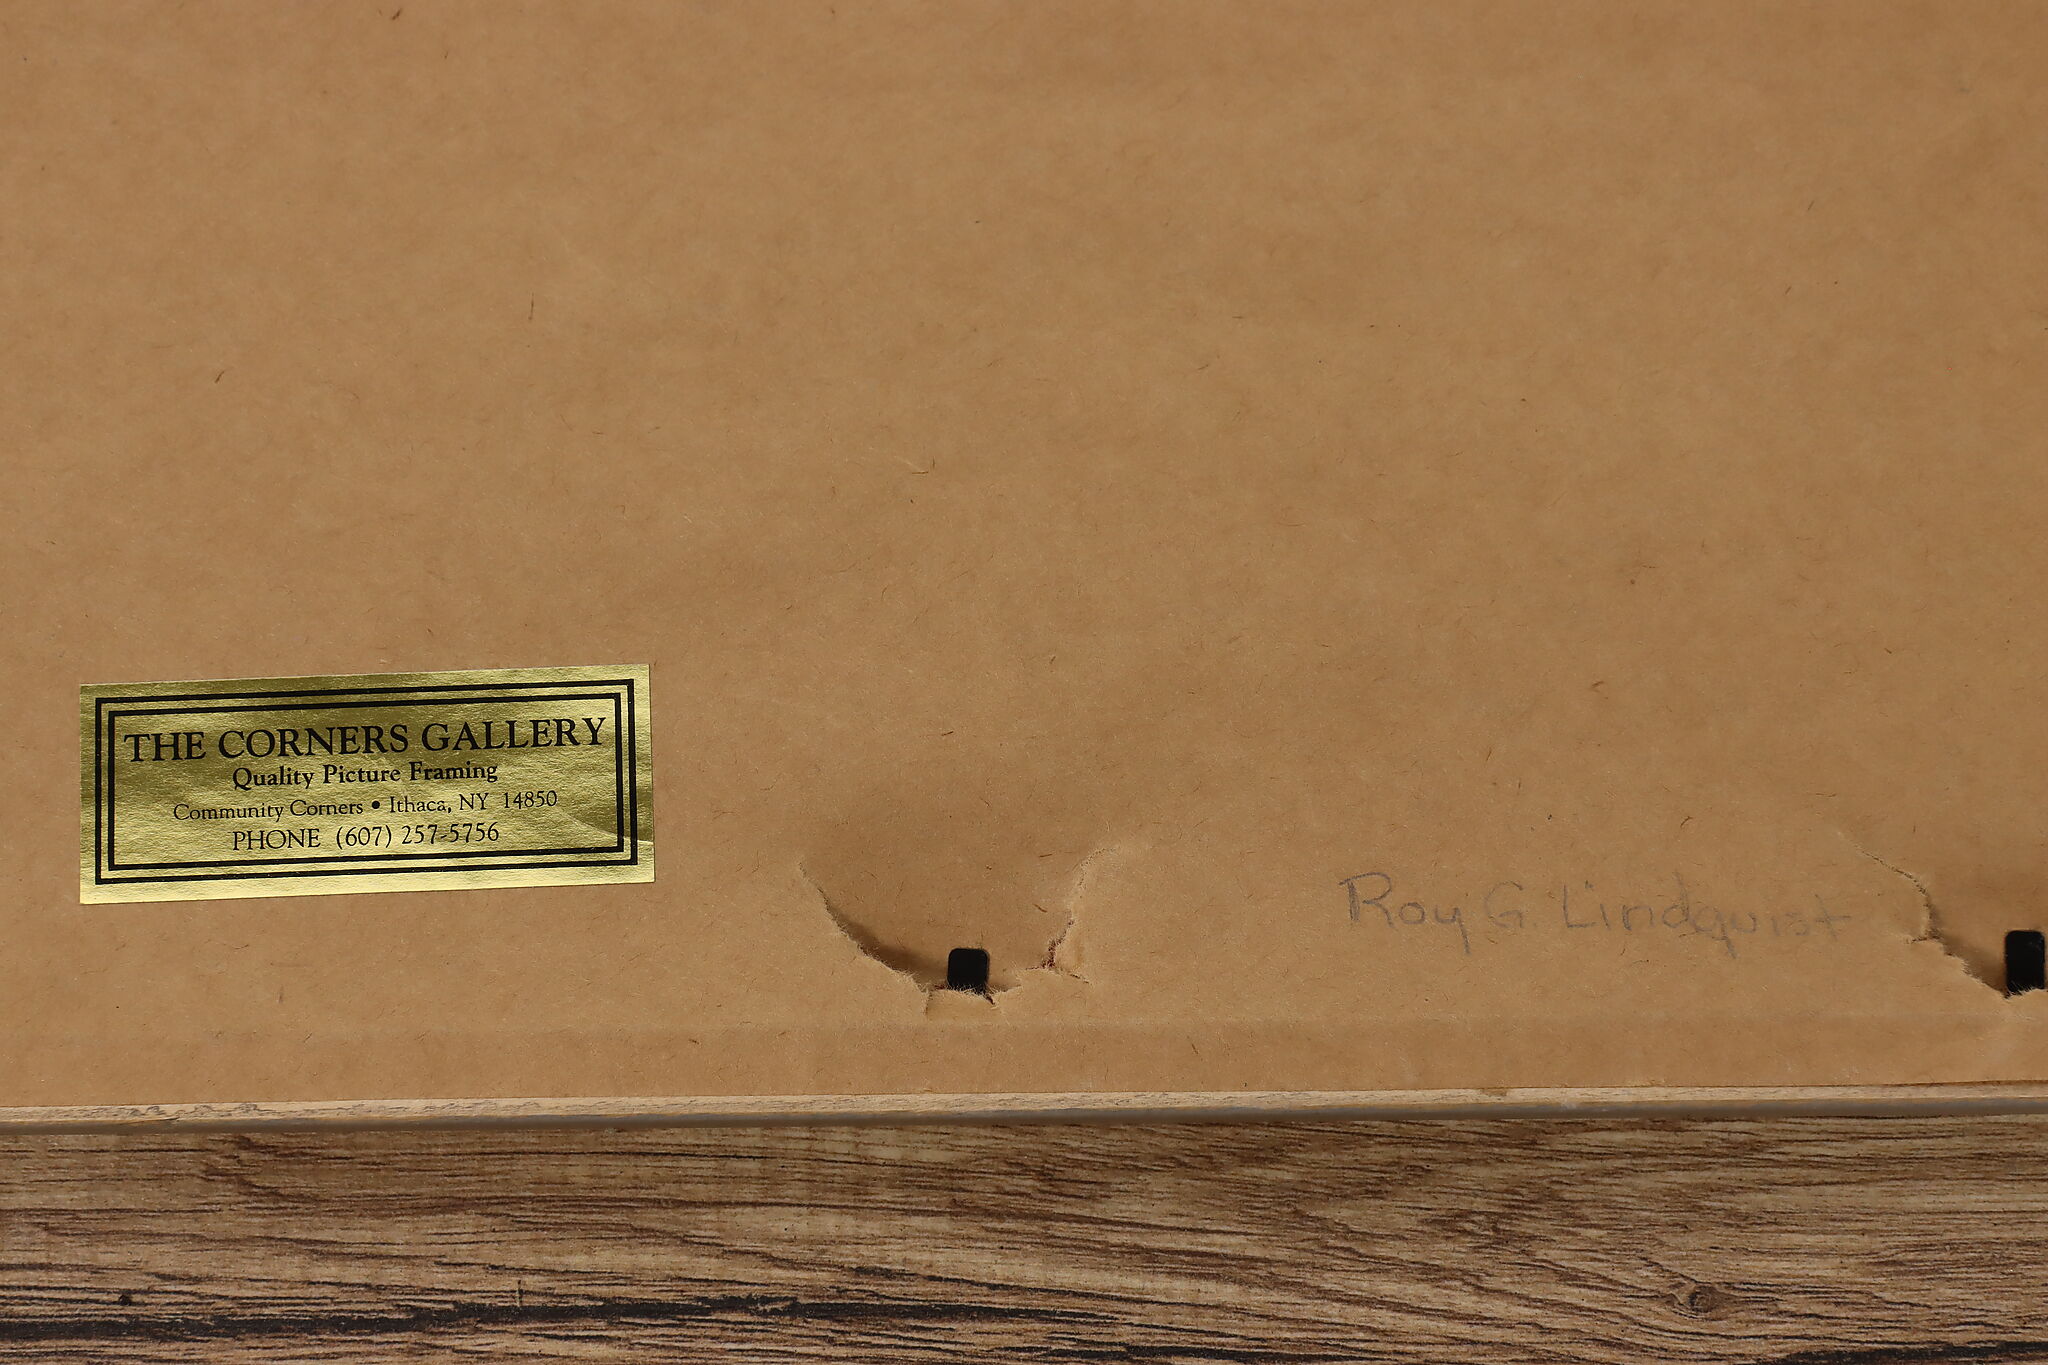 THE CORNERS GALLERY
Quality Picture Framing
Community Corners • Ithaca, NY 14850
PHONE (607) 257-5756
Roy G. Lindquist